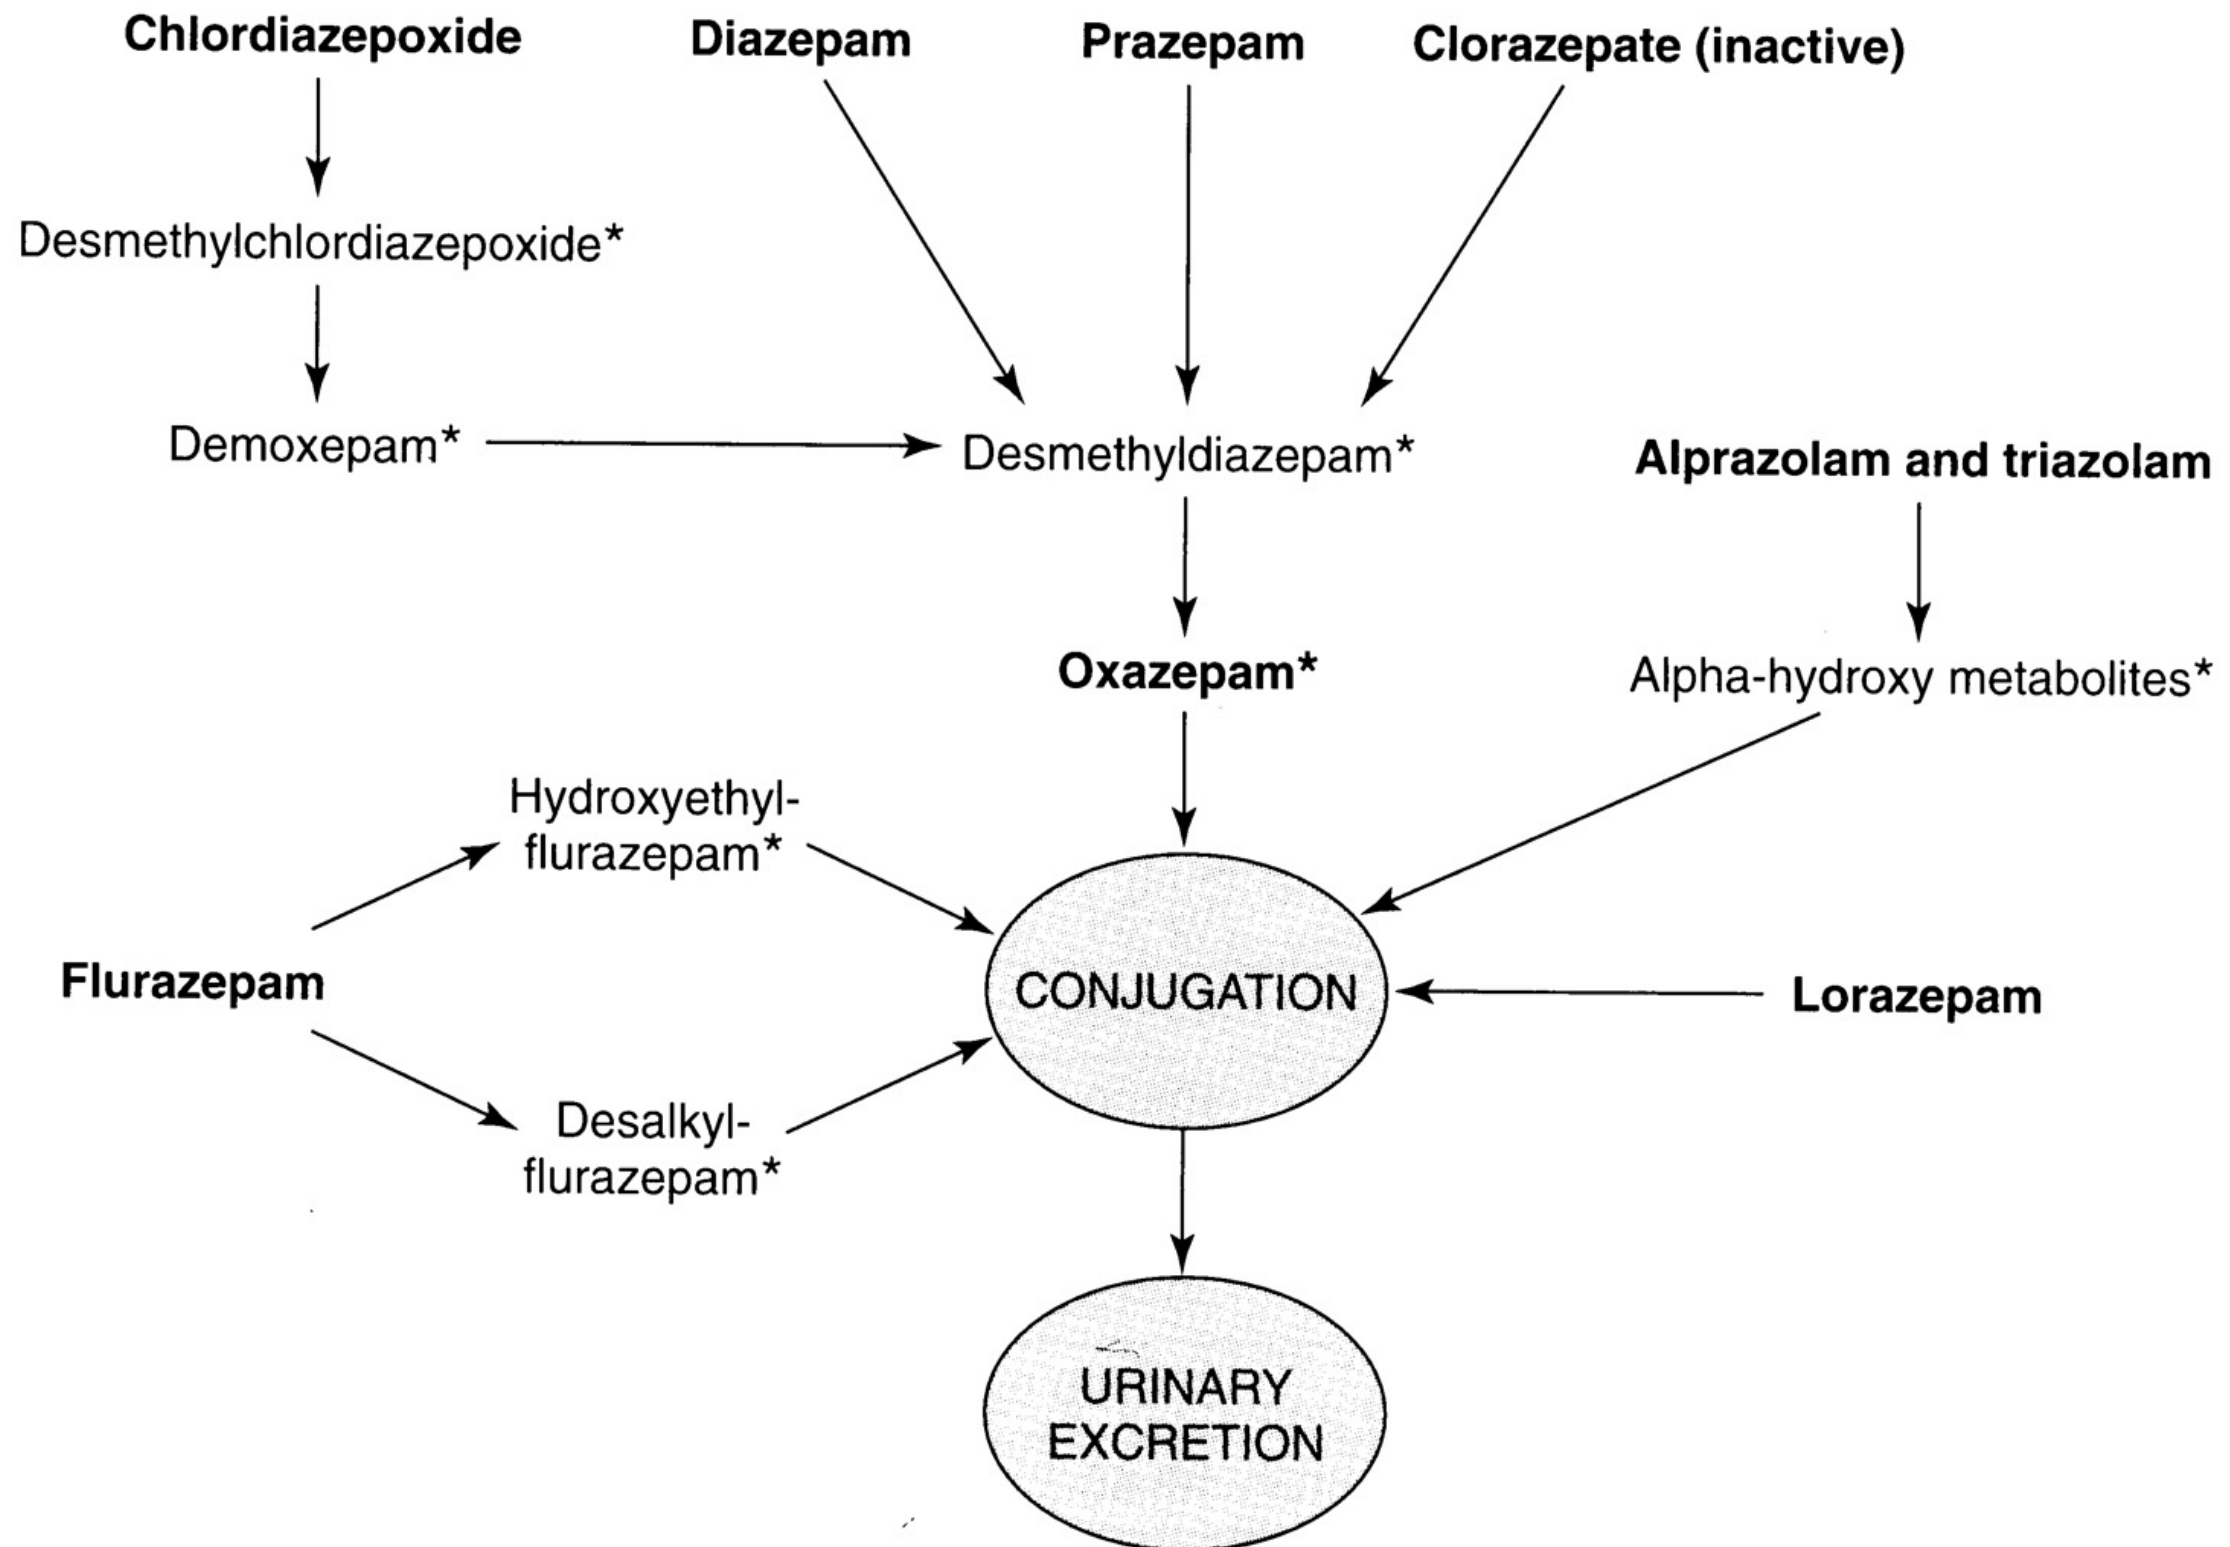 Chlordiazepoxide
Diazepam
Prazepam
Clorazepate (inactive)
Desmethylchlordiazepoxide*
Demoxepam*
Desmethyldiazepam*
Alprazolam and triazolam
Oxazepam*
Alpha-hydroxy metabolites*
Hydroxyethyl-
flurazepam*
Flurazepam
CONJUGATION
Lorazepam
Desalkyl-
flurazepam*
URINARY
EXCRETION